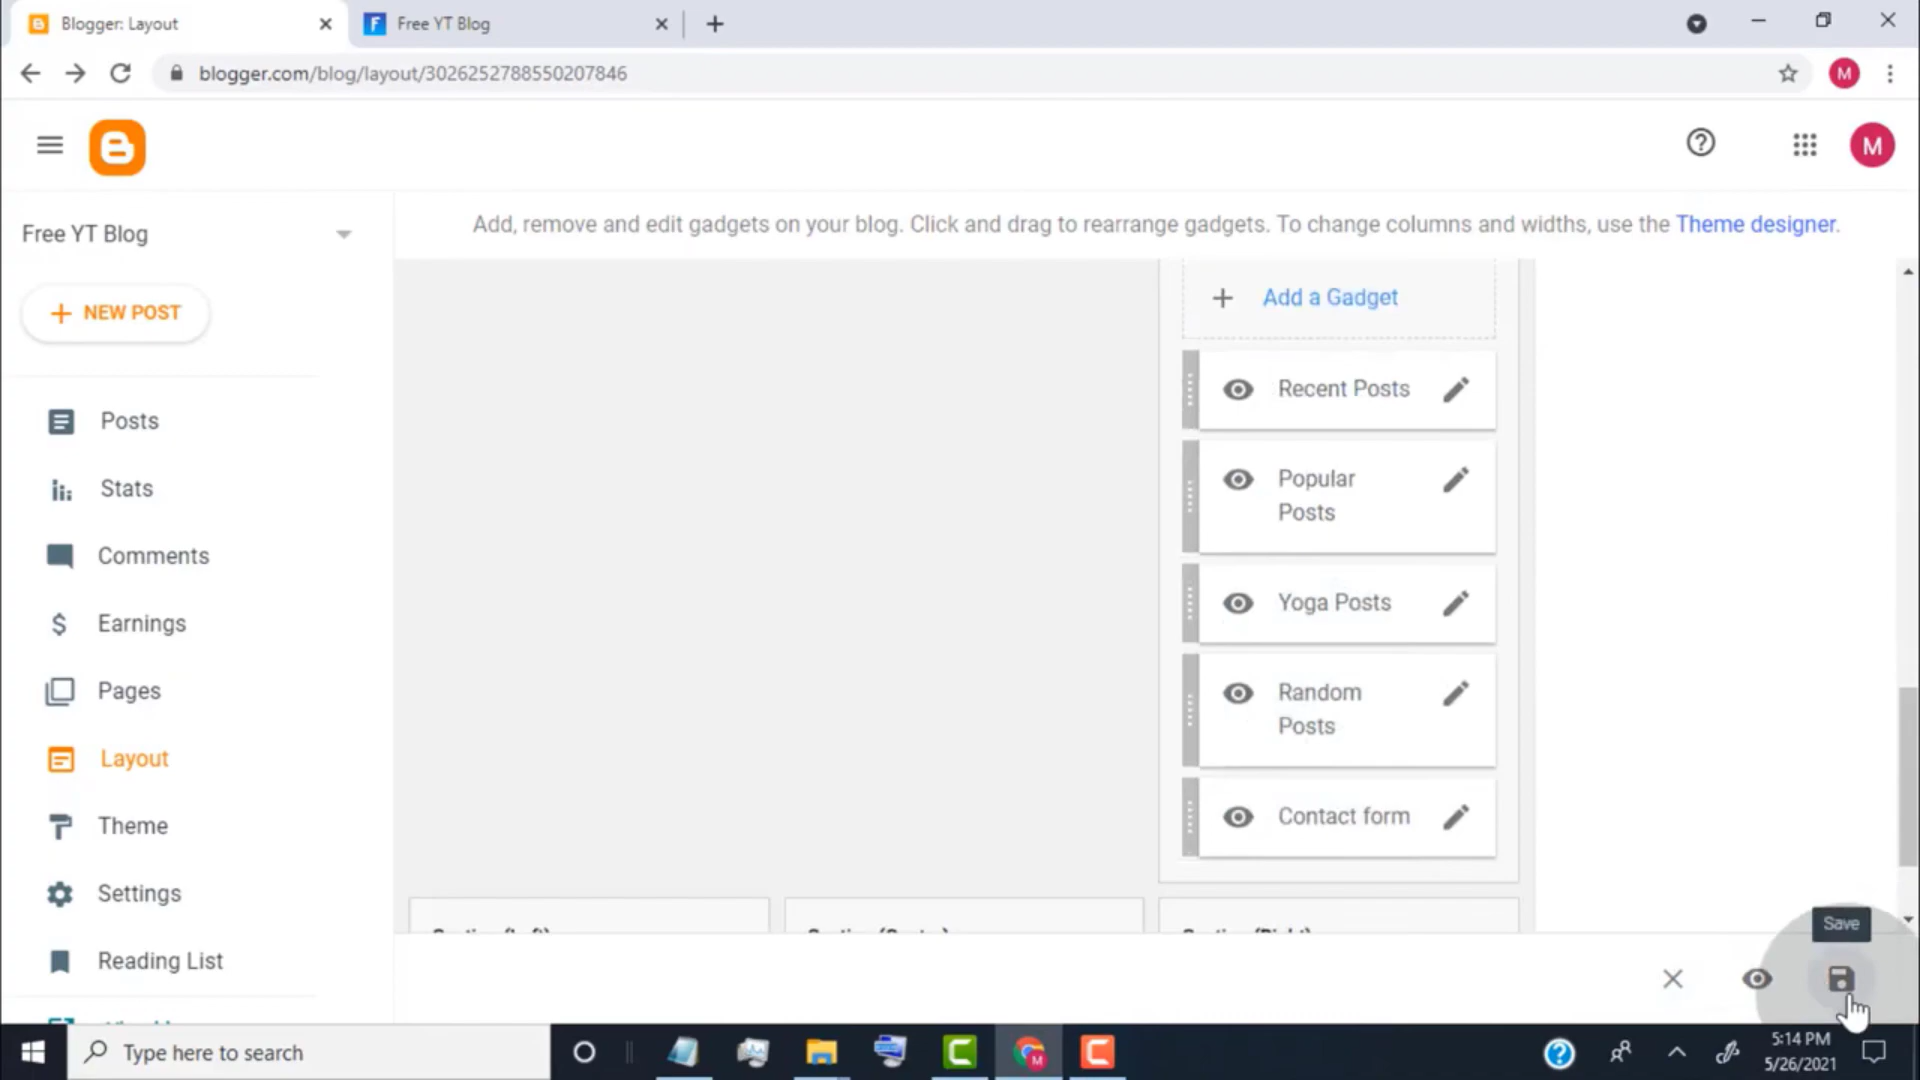 Blogger: Layout
Free YT Blog
blogger.com/blog/layout/3026252788550207846
M
M
Free YT Blog
Add, remove and edit gadgets on your blog. Click and drag to rearrange gadgets. To change columns and widths, use the Theme designer.
NEW POST
Add a Gadget
Posts
Recent Posts
Stats
Popular
Posts
Comments
Yoga Posts
Earnings
Pages
Random
Posts
Layout
Theme
Contact form
Settings
Save
Reading List
Type here to search
5:14 PM
5/26/2021